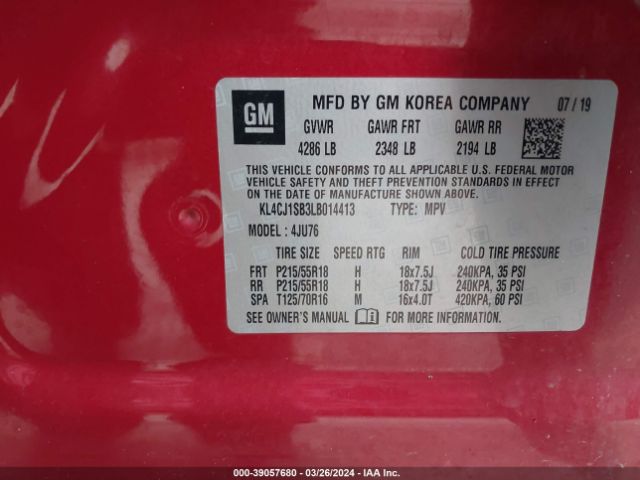 GM MFD BY GM KOREA COMPANY 07/19
GVWR GAWR FRT GAWR RR
4286 LB 2348 LB 2194 LB
THIS VEHICLE CONFORMS TO ALL APPLICABLE U.S. FEDERAL MOTOR
VEHICLE SAFETY AND THEFT PREVENTION STANDARDS IN EFFECT
ON THE DATE OF MANUFACTURE SHOWN ABOVE.
KL4CJ1SB3LB014413 TYPE: MPV
MODEL: 4JU76
TIRE SIZE SPEED RTG RIM COLD TIRE PRESSURE
FRT P215/55R18 H 18x7.5J 240KPA, 35 PSI
RR P215/55R18 H 18x7.5J 240KPA, 35 PSI
SPA T125/70R16 M 16x4.0T 420KPA, 60 PSI
SEE OWNER'S MANUAL FOR MORE INFORMATION.
000-39057680 | 03/26/2024 | IAA Inc.